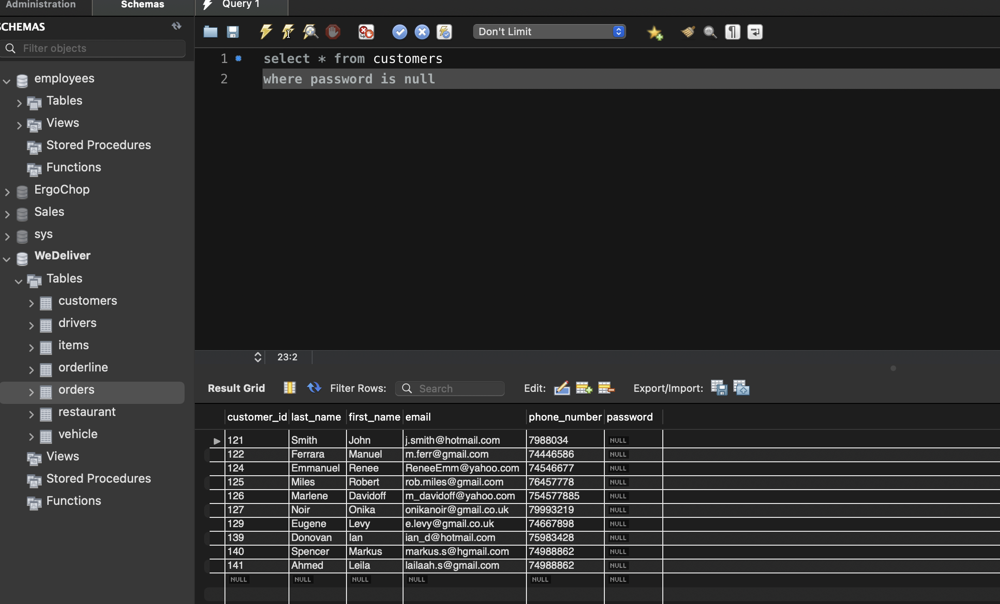 Administration
Schemas
Query 1
SCHEMAS
Filter objects
employees
Tables
Views
Stored Procedures
Functions
ErgoChop
Sales
sys
WeDeliver
Tables
customers
drivers
items
orderline
orders
restaurant
vehicle
Views
Stored Procedures
Functions
Don't Limit
1 select * from customers
2 where password is null
23:2
Result Grid Filter Rows: Search Edit: Export/Import:
customer_id last_name first_name email phone_number password
121 Smith John j.smith@hotmail.com 7988034 NULL
122 Ferrara Manuel m.ferr@gmail.com 74446586 NULL
124 Emmanuel Renee ReneeEmm@yahoo.com 74546677 NULL
125 Miles Robert rob.miles@gmail.com 76457778 NULL
126 Marlene Davidoff m_davidoff@yahoo.com 754577885 NULL
127 Noir Onika onikanoir@gmail.co.uk 79993219 NULL
129 Eugene Levy e.levy@gmail.co.uk 74667898 NULL
139 Donovan Ian ian_d@hotmail.com 75983428 NULL
140 Spencer Markus markus.s@hgmail.com 74988862 NULL
141 Ahmed Leila lailaah.s@gmail.com 74988862 NULL
NULL NULL NULL NULL NULL NULL